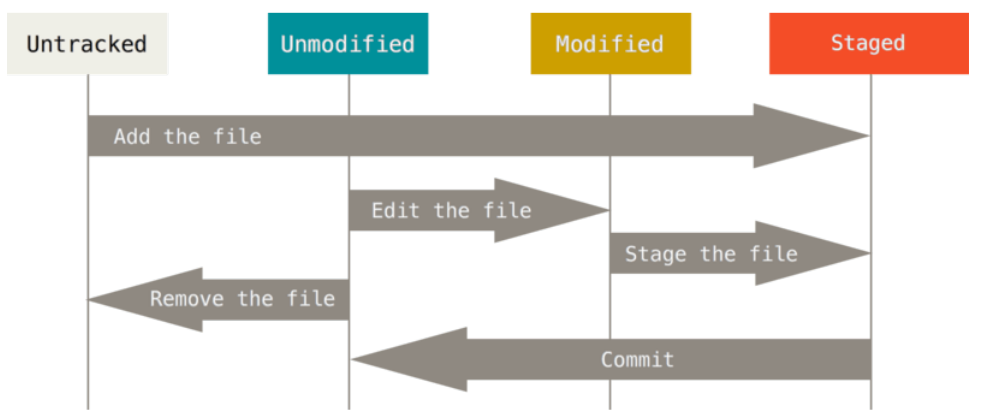 Untracked
Unmodified
Modified
Staged
Add the file
Edit the file
Stage the file
Remove the file
Commit